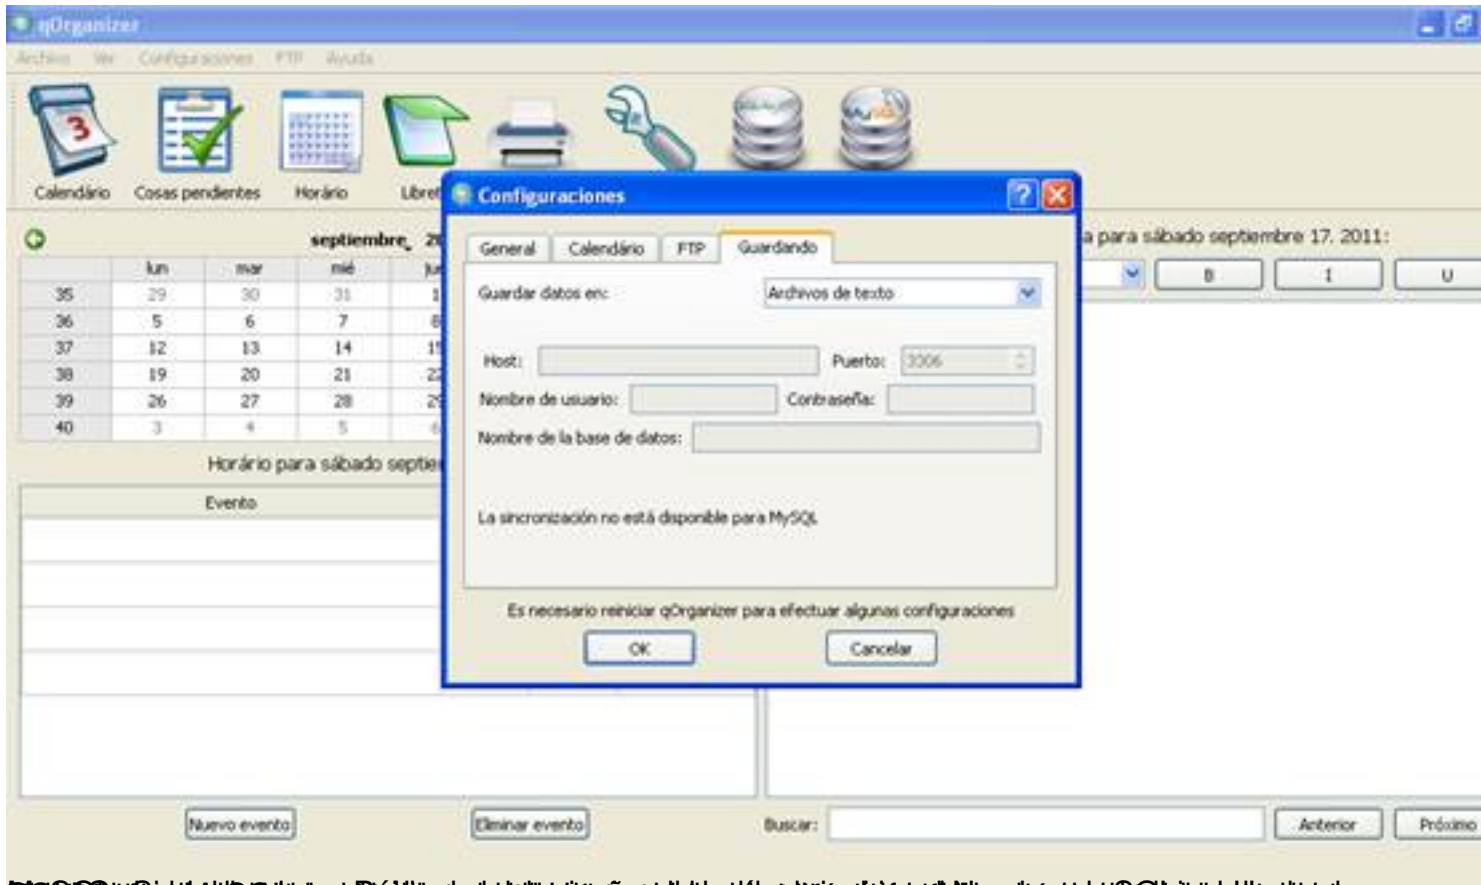 qOrganizer
Archivo Ver Configuraciones FTP Ayuda
3
MySQL
Calendário Cosas pendientes Horário
Configuraciones
septiembre,
a para sábado septiembre 17. 2011:
General Calendário FTP Guardando
B I U
lun mar mié
35 29 30 31 1
36 5 6 7
37 12 13 14
38 19 20 21
39 26 27 28
40 3 4 5
Guardar datos en: Archivos de texto
Host: Puerto: 3306
Nombre de usuario: Contraseña:
Nombre de la base de datos:
Horário para sábado
Evento
La sincronización no está disponible para MySQL
Es necesario reiniciar qOrganizer para efectuar algunas configuraciones
OK Cancelar
Nuevo evento Eliminar evento Buscar: Anterior Próximo